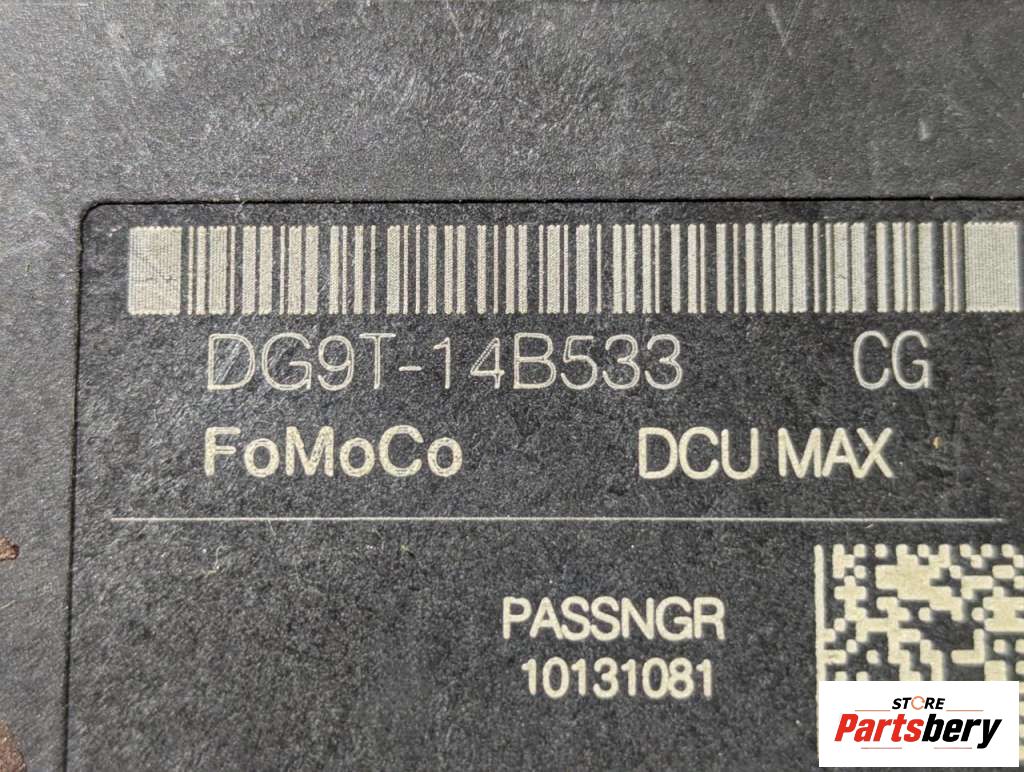 DG9T-14B533 CG
FoMoCo DCU MAX
PASSNGR
10131081
STORE
Partsbery